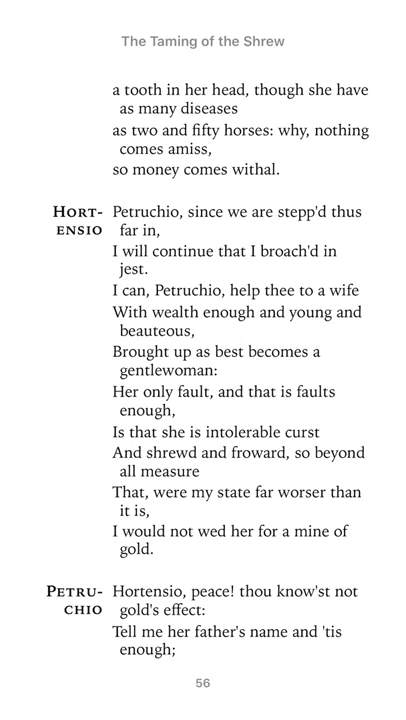 The Taming of the Shrew
a tooth in her head, though she have
as many diseases
as two and fifty horses: why, nothing
comes amiss,
so money comes withal.
HORT- Petruchio, since we are stepp'd thus
ENSIO far in,
I will continue that I broach'd in
jest.
I can, Petruchio, help thee to a wife
With wealth enough and young and
beauteous,
Brought up as best becomes a
gentlewoman:
Her only fault, and that is faults
enough,
Is that she is intolerable curst
And shrewd and froward, so beyond
all measure
That, were my state far worser than
it is,
I would not wed her for a mine of
gold.
PETRU- Hortensio, peace! thou know'st not
CHIO gold's effect:
Tell me her father's name and 'tis
enough;
56